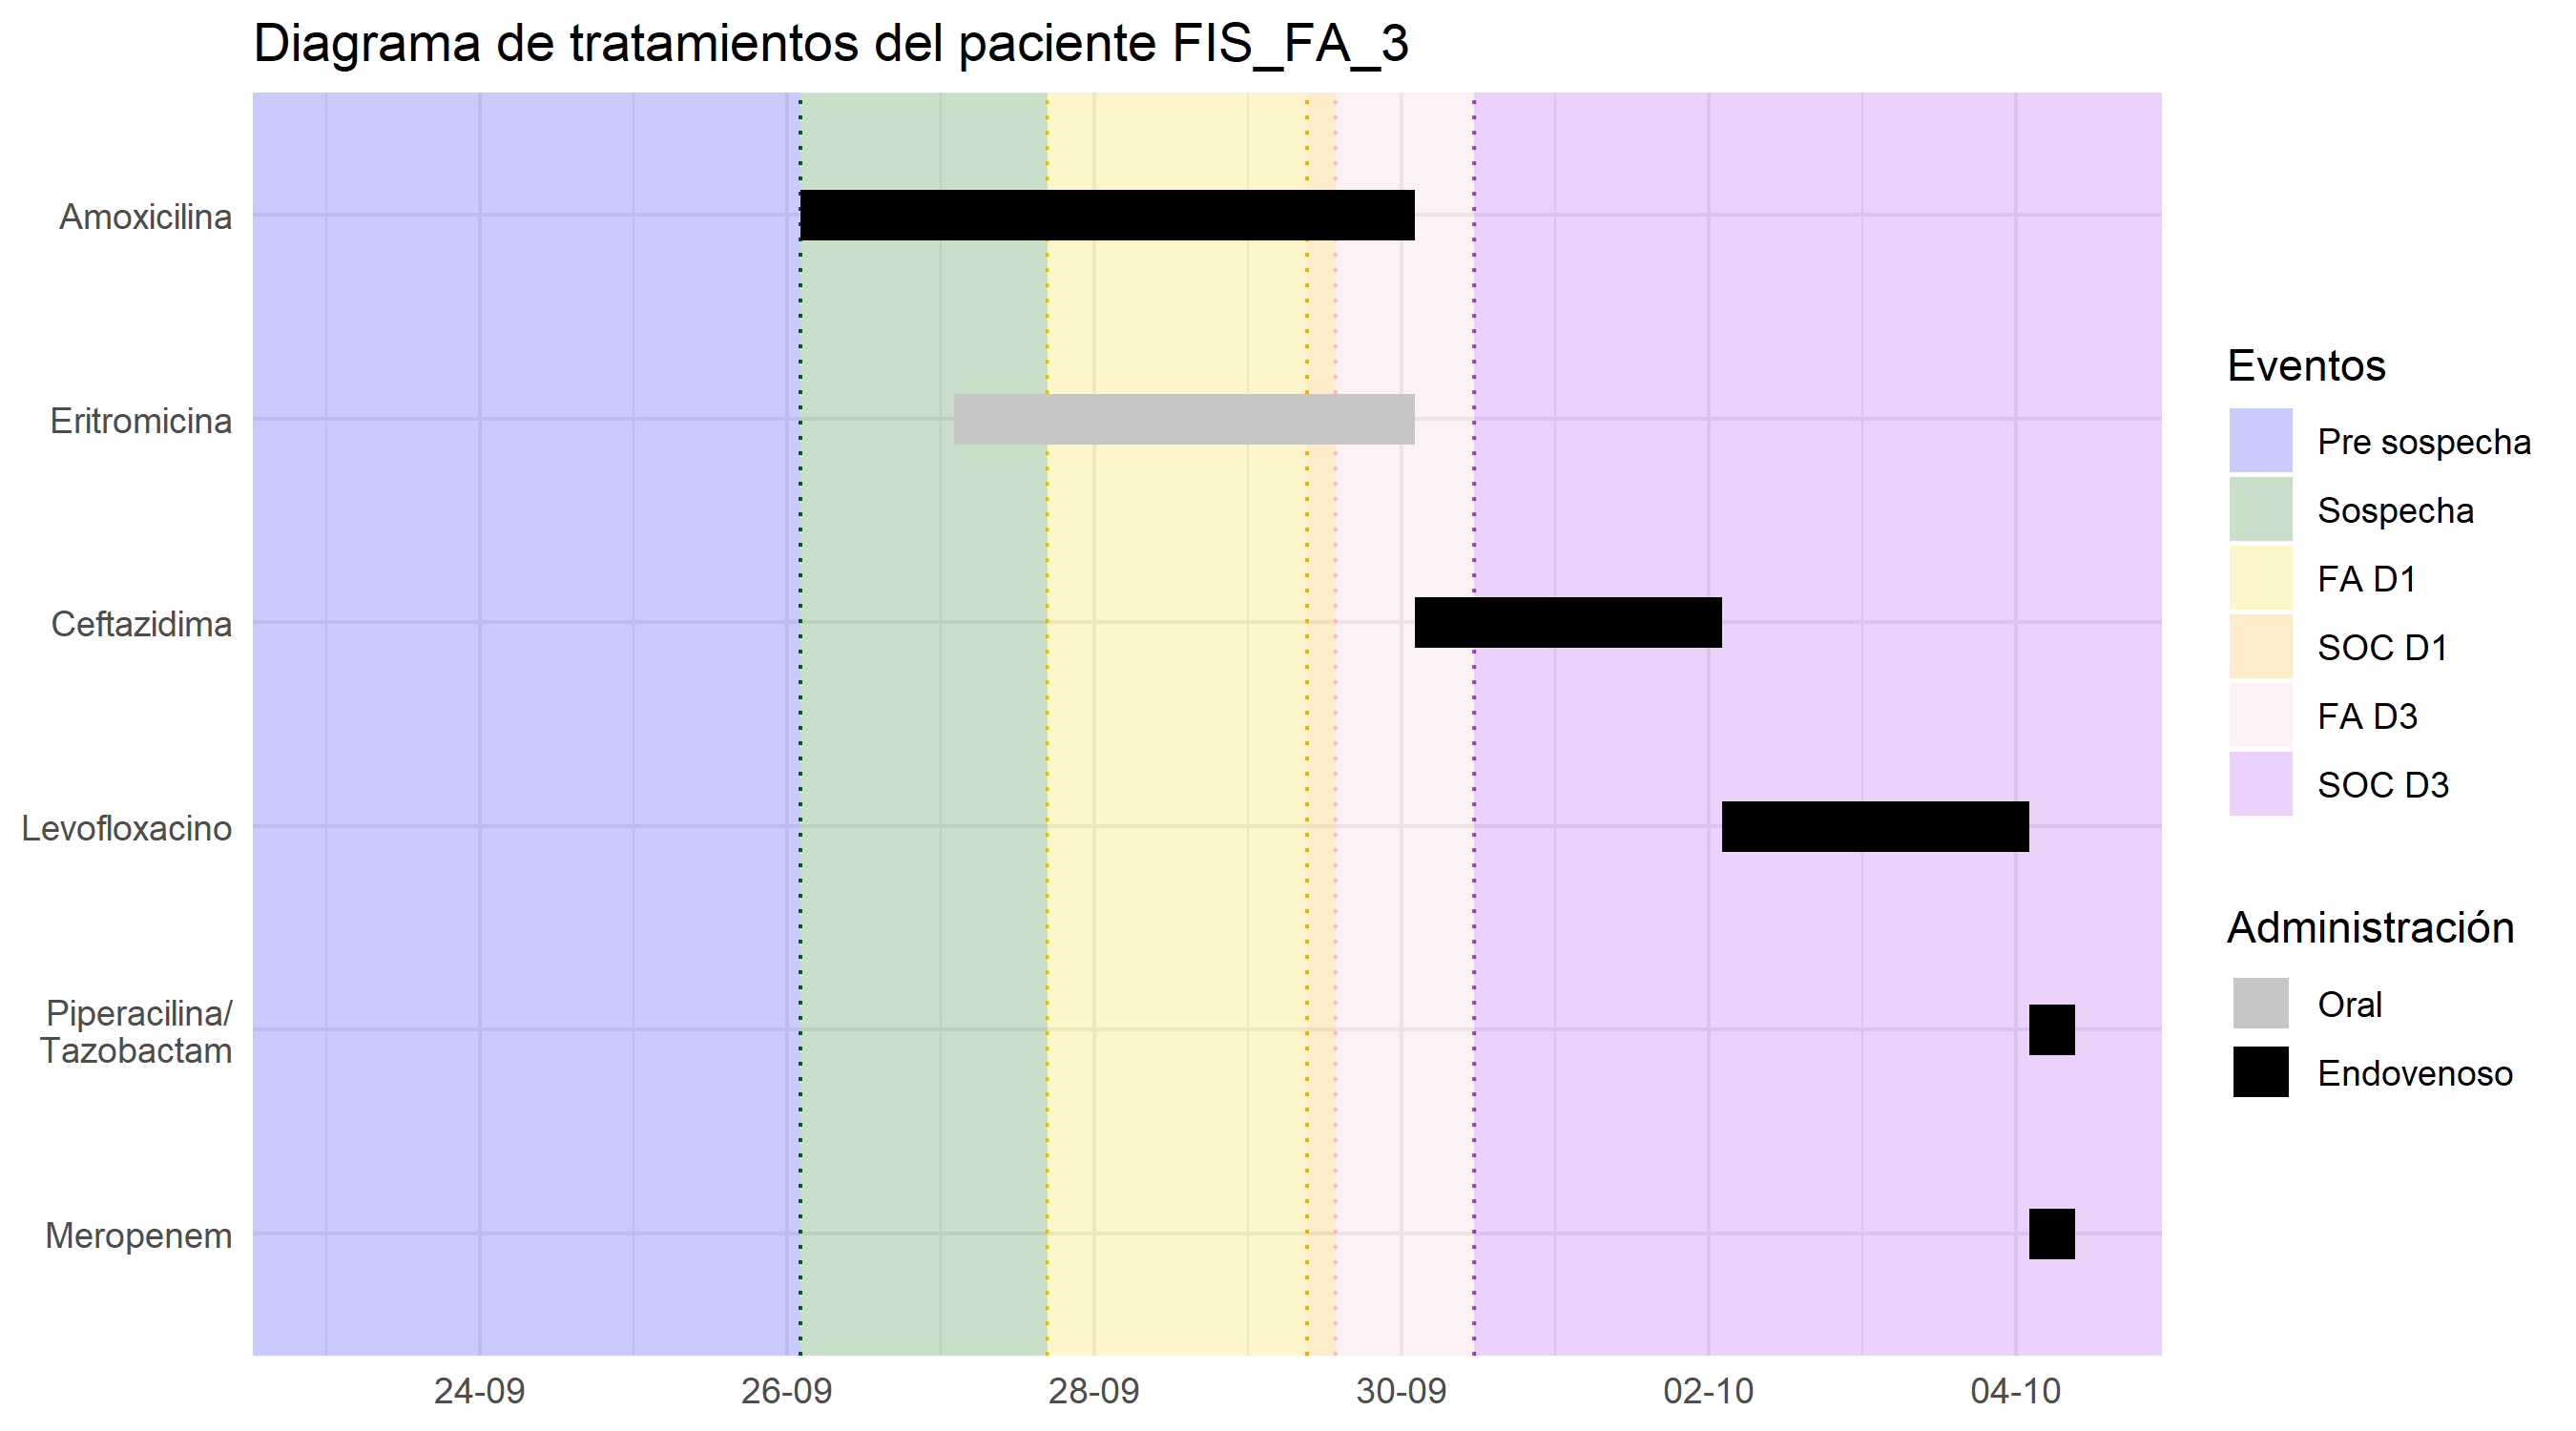 Diagrama de tratamientos del paciente FIS_FA_3
Amoxicilina
Eritromicina
Ceftazidima
Levofloxacino
Piperacilina/
Tazobactam
Meropenem
24-09
26-09
28-09
30-09
02-10
04-10
Eventos
Pre sospecha
Sospecha
FA D1
SOC D1
FA D3
SOC D3
Administración
Oral
Endovenoso